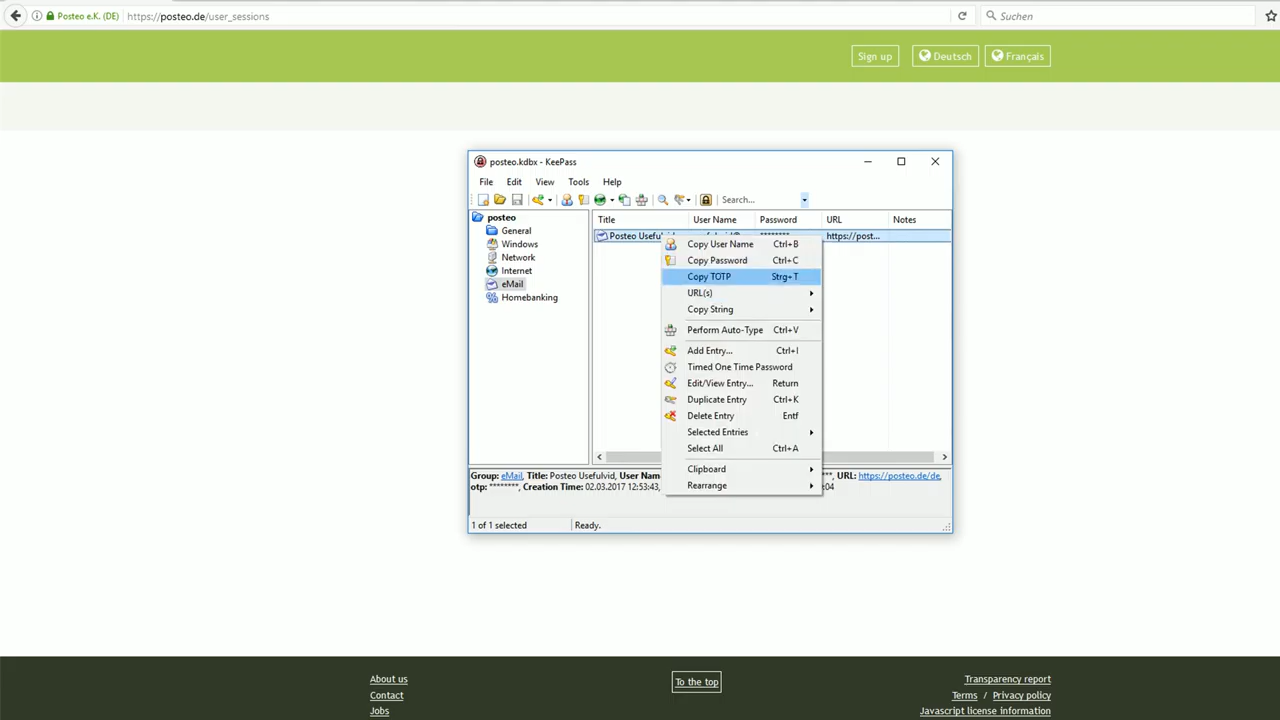 Posteo e.K. (DE) https://posteo.de/user_sessions Suchen
Sign up Deutsch Français
posteo.kdbx - KeePass
File Edit View Tools Help
Search...
posteo
General
Windows
Network
Internet
eMail
Homebanking
Title User Name Password URL Notes
Posteo Usefulvid ******** https://post...
Copy User Name Ctrl+B
Copy Password Ctrl+C
Copy TOTP Strg+T
URL(s)
Copy String
Perform Auto-Type Ctrl+V
Add Entry... Ctrl+I
Timed One Time Password
Edit/View Entry... Return
Duplicate Entry Ctrl+K
Delete Entry Entf
Selected Entries
Select All Ctrl+A
Clipboard
Rearrange
Group: eMail, Title: Posteo Usefulvid, User Name **, URL: https://posteo.de/de,
otp: ********, Creation Time: 02.03.2017 12:53:43, :04
1 of 1 selected Ready.
About us To the top Transparency report
Contact Terms / Privacy policy
Jobs Javascript license information